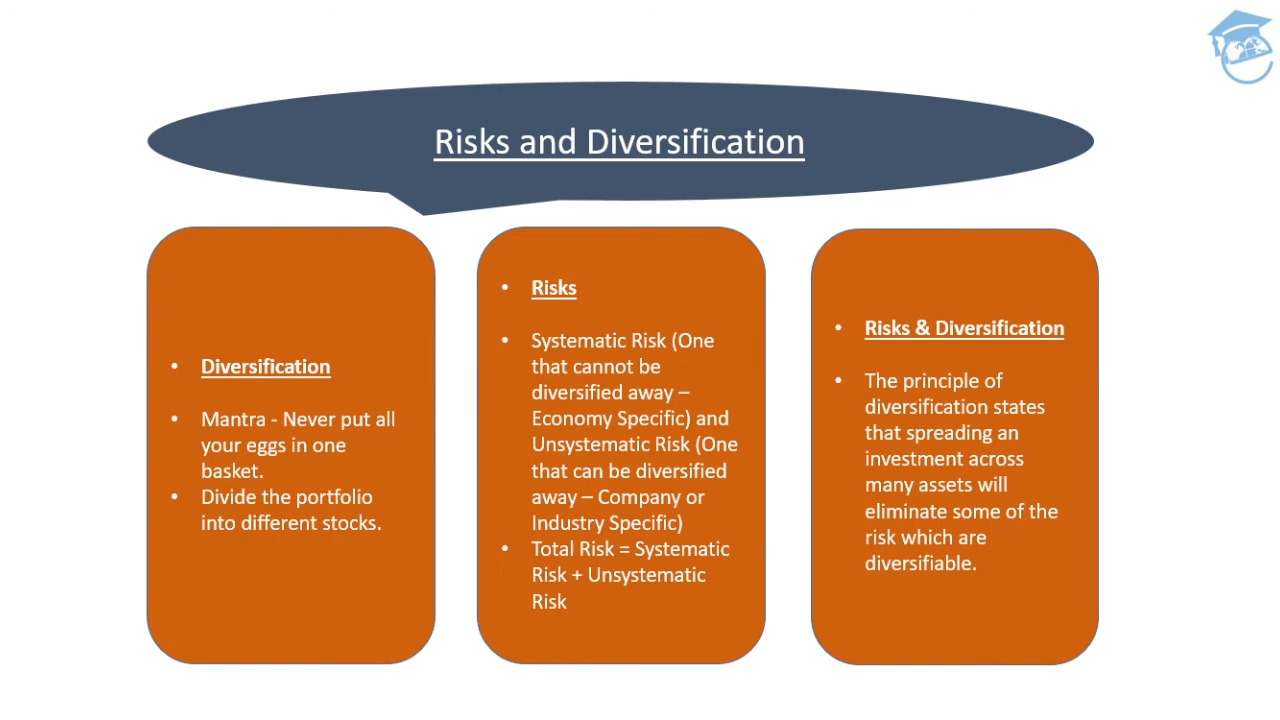 Risks and Diversification
• Diversification
• Mantra - Never put all
your eggs in one
basket.
• Divide the portfolio
into different stocks.
• Risks
• Systematic Risk (One
that cannot be
diversified away –
Economy Specific) and
Unsystematic Risk (One
that can be diversified
away – Company or
Industry Specific)
• Total Risk = Systematic
Risk + Unsystematic
Risk
• Risks & Diversification
• The principle of
diversification states
that spreading an
investment across
many assets will
eliminate some of the
risk which are
diversifiable.